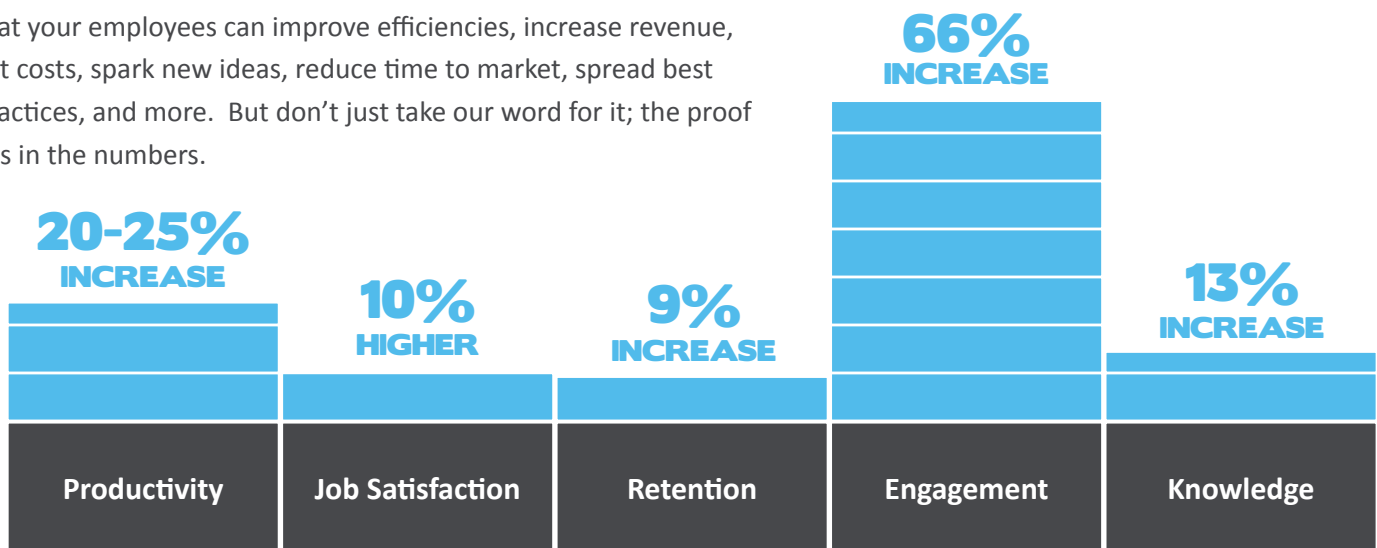 at your employees can improve efficiencies, increase revenue,
t costs, spark new ideas, reduce time to market, spread best
actices, and more.  But don’t just take our word for it; the proof
s in the numbers.
66%
INCREASE
20-25%
INCREASE
10%
HIGHER
9%
INCREASE
13%
INCREASE
Productivity
Job Satisfaction
Retention
Engagement
Knowledge